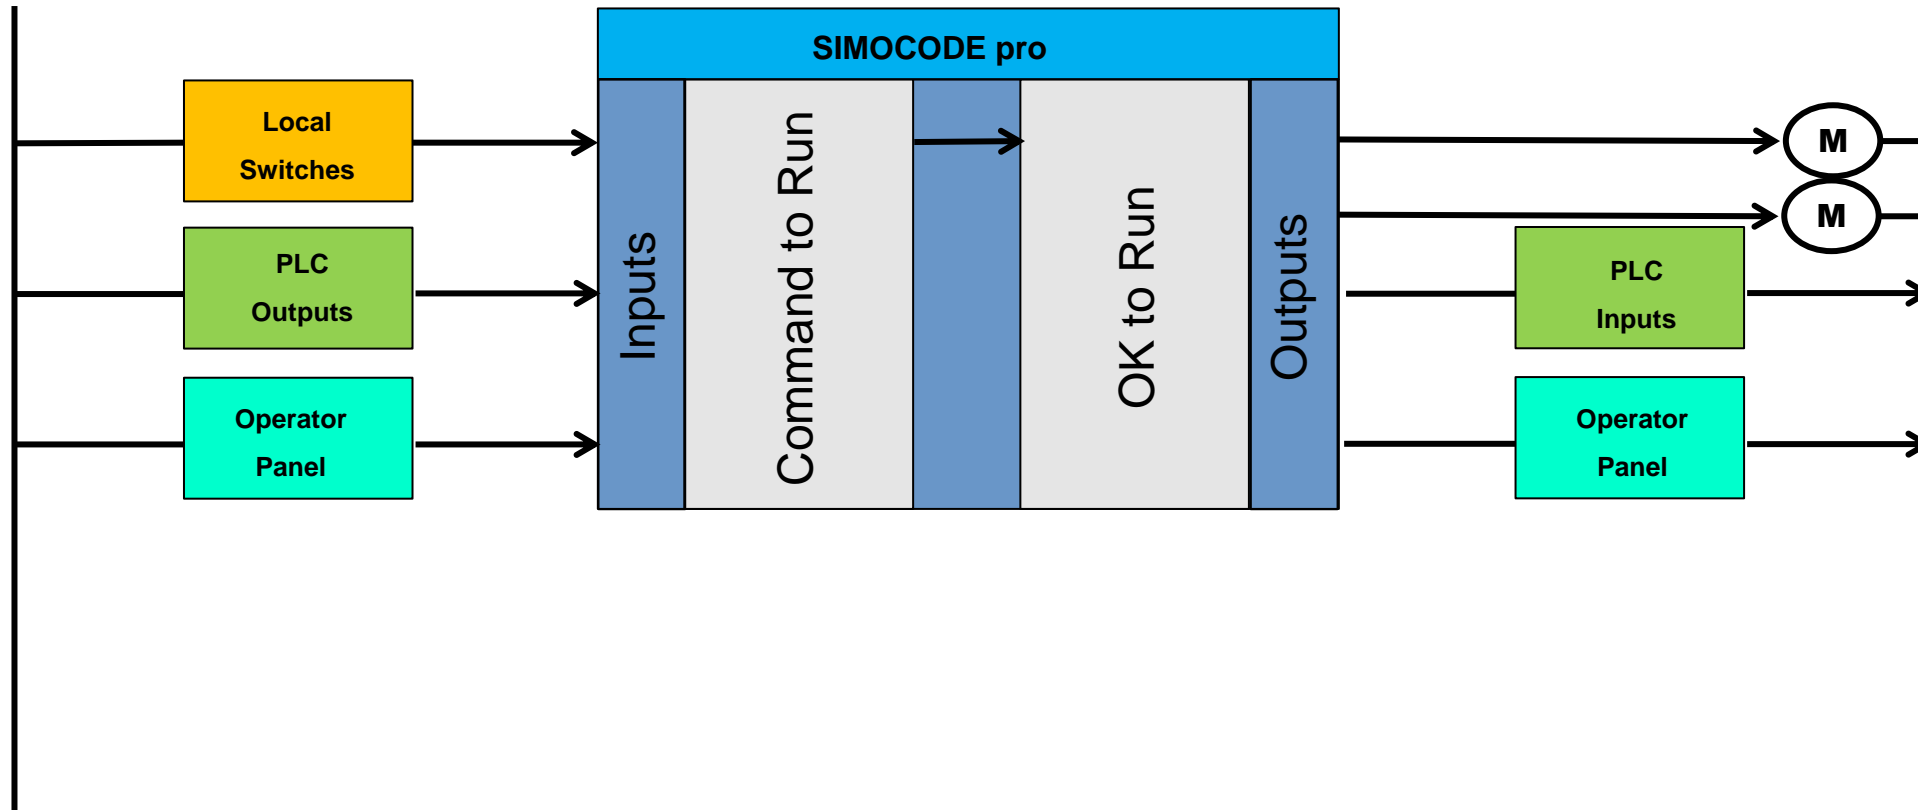 SIMOCODE pro
Local
Switches
PLC
Outputs
Operator
Panel
Inputs
Command to Run
OK to Run
Outputs
M
M
PLC
Inputs
Operator
Panel